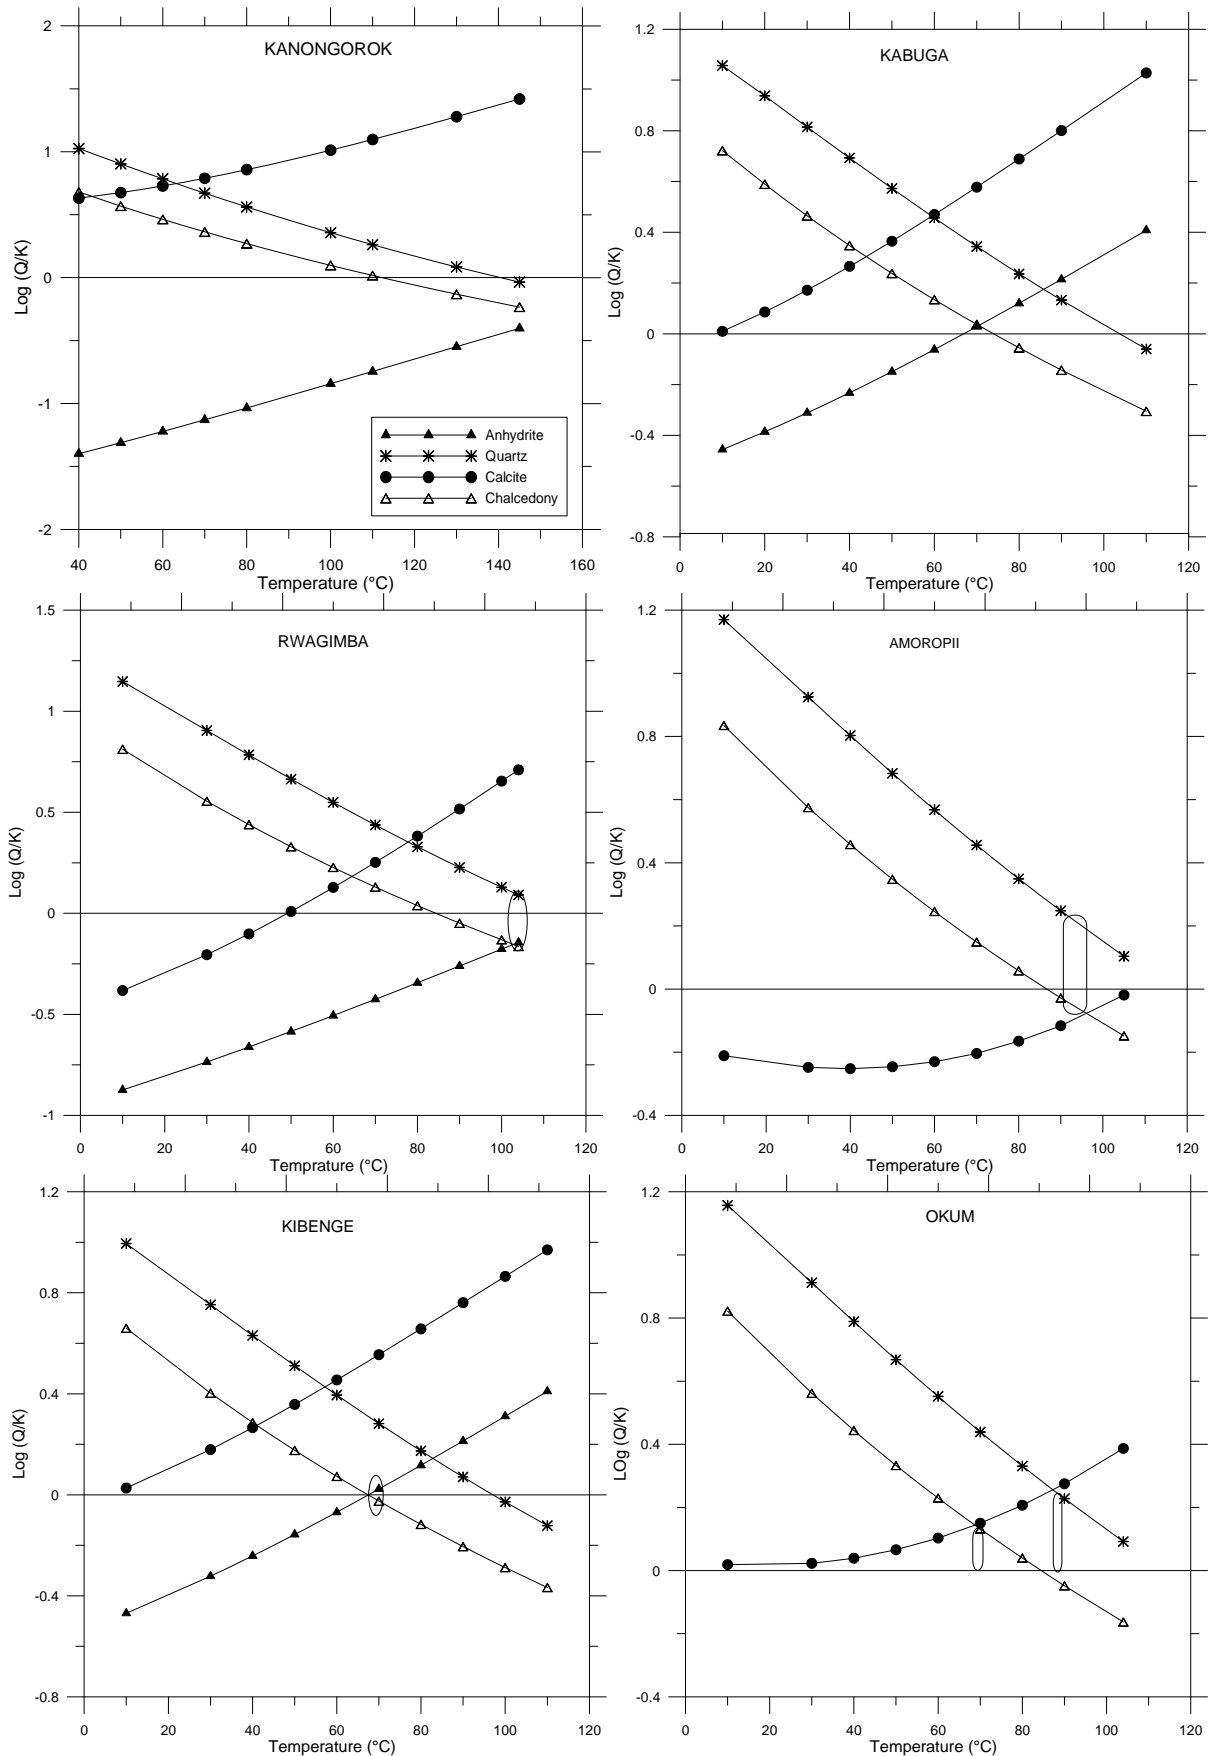 KANONGOROK
2
1
0
-1
-2
Log (Q/K)
Anhydrite
Quartz
Calcite
Chalcedony
40 60 80 100 120 140 160
Temperature (°C)
KABUGA
1.2
0.8
0.4
0
-0.4
-0.8
Log (Q/K)
0 20 40 60 80 100 120
Temperature (°C)
RWAGIMBA
1.5
1
0.5
0
-0.5
-1
Log (Q/K)
0 20 40 60 80 100 120
Temprature (°C)
AMOROPII
1.2
0.8
0.4
0
-0.4
Log (Q/K)
0 20 40 60 80 100 120
Temperature (°C)
KIBENGE
1.2
0.8
0.4
0
-0.4
-0.8
Log (Q/K)
0 20 40 60 80 100 120
Temperature (°C)
OKUM
1.2
0.8
0.4
0
-0.4
LOg (Q/K)
0 20 40 60 80 100 120
Temperature (°C)